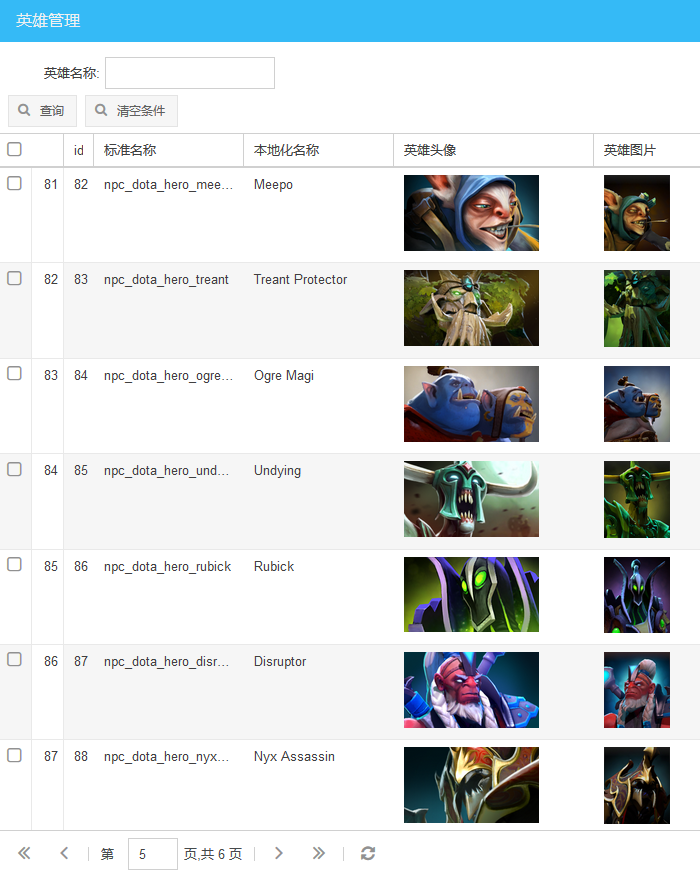 英雄管理
英雄名称:
查询 清空条件
id 标准名称 本地化名称 英雄头像 英雄图片
81 82 npc_dota_hero_mee... Meepo
82 83 npc_dota_hero_treant Treant Protector
83 84 npc_dota_hero_ogre... Ogre Magi
84 85 npc_dota_hero_und... Undying
85 86 npc_dota_hero_rubick Rubick
86 87 npc_dota_hero_disr... Disruptor
87 88 npc_dota_hero_nyx... Nyx Assassin
第 5 页,共 6 页